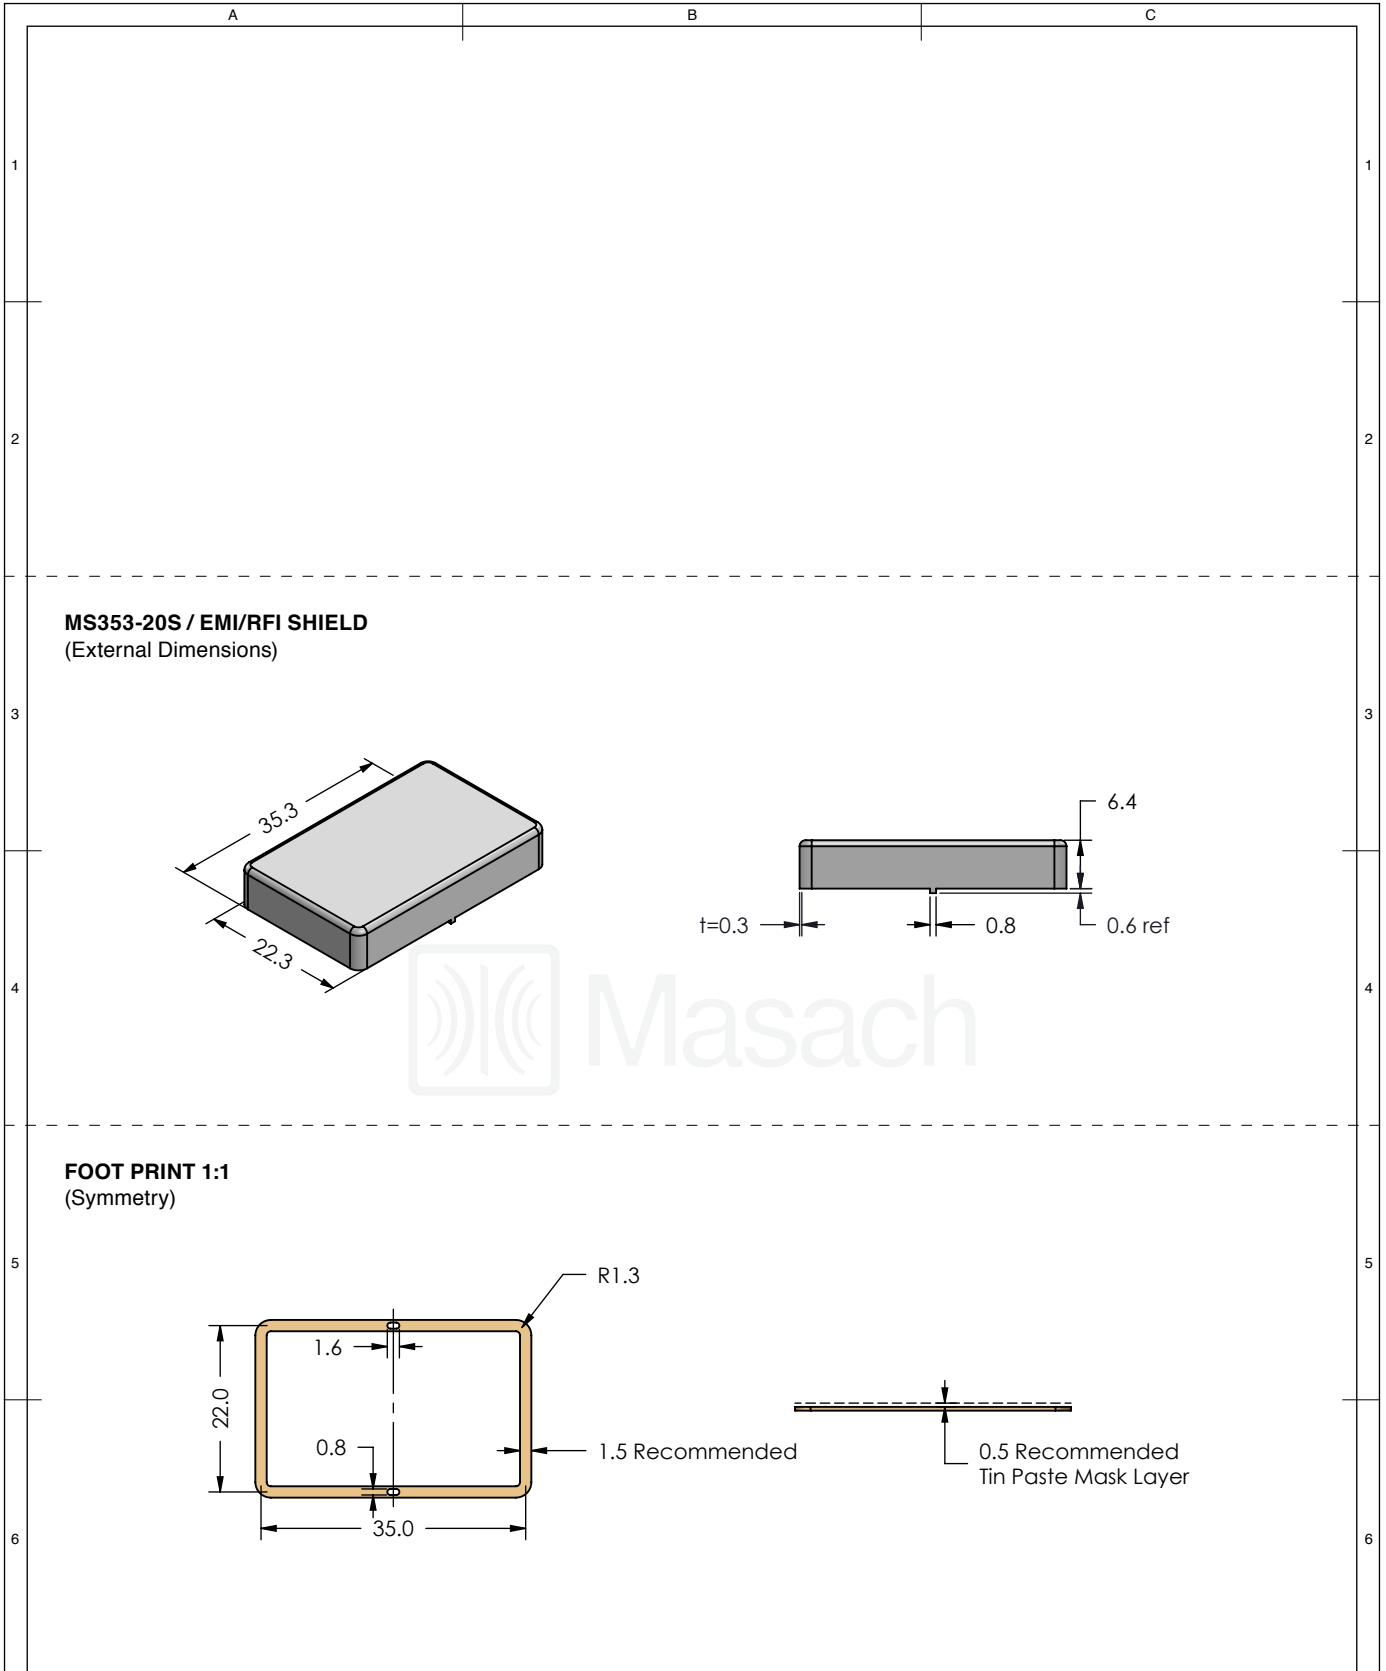 A B C
1 1
2 2
MS353-20S / EMI/RFI SHIELD
(External Dimensions)
3 3
35.3
22.3
6.4
t=0.3
0.8
0.6 ref
Masach
4 4
FOOT PRINT 1:1
(Symmetry)
5 5
R1.3
1.6
22.0
0.8
1.5 Recommended
0.5 Recommended
Tin Paste Mask Layer
35.0
6 6